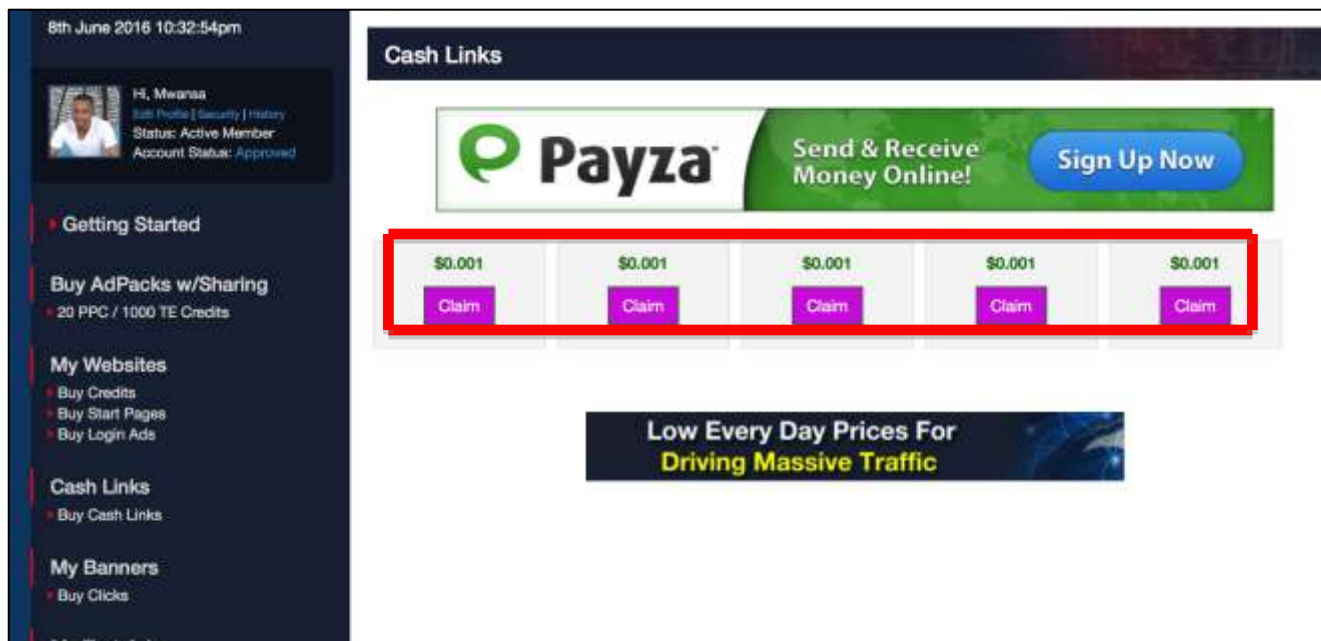 8th June 2016 10:32:54pm
Hi, Mwansa
Edit Profile | Security | History
Status: Active Member
Account Status: Approved
Getting Started
Buy AdPacks w/Sharing
20 PPC / 1000 TE Credits
My Websites
Buy Credits
Buy Start Pages
Buy Login Ads
Cash Links
Buy Cash Links
My Banners
Buy Clicks
Cash Links
Payza
Send & Receive
Money Online!
Sign Up Now
$0.001 $0.001 $0.001 $0.001 $0.001
Claim Claim Claim Claim Claim
Low Every Day Prices For
Driving Massive Traffic